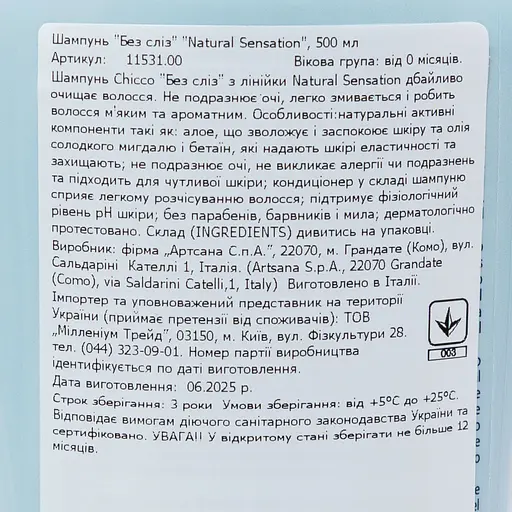 Шампунь "Без сліз" "Natural Sensation", 500 мл
Артикул: 11531.00 Вікова група: від 0 місяців.
Шампунь Chicco "Без сліз" з лінійки Natural Sensation дбайливо
очищає волосся. Не подразнює очі, легко змивається і робить
волосся м'яким та ароматним. Особливості:натуральні активні
компоненти такі як: алое, що зволожує і заспокоює шкіру та олія
солодкого мигдалю і бетаїн, які надають шкірі еластичності та
захищають; не подразнює очі, не викликає алергії чи подразнень
та підходить для чутливої шкіри; кондиціонер у складі шампуню
сприяє легкому розчісуванню волосся; підтримує фізіологічний
рівень pH шкіри; без парабенів, барвників і мила; дерматологічно
протестовано. Склад (INGREDIENTS) дивитись на упаковці.
Виробник: фірма „Артсана С.п.А.”, 22070, м. Грандате (Комо), вул.
Сальдаріні Кателлі 1, Італія. (Artsana S.p.A., 22070 Grandate
(Como), via Saldarini Catelli,1, Italy) Виготовлено в Італії.
Імпортер та уповноважений представник на території
України (приймає претензії від споживачів): ТОВ
„Мілленіум Трейд”, 03150, м. Київ, вул. Фізкультури 28.
тел. (044) 323-09-01. Номер партії виробництва
ідентифікується по даті виготовлення.
003
Дата виготовлення: 06.2025 р.
Строк зберігання: 3 роки Умови зберігання: від +5°C до +25°C.
Відповідає вимогам діючого санітарного законодавства України та
сертифіковано. УВАГА!! У відкритому стані зберігати не більше 12
місяців.